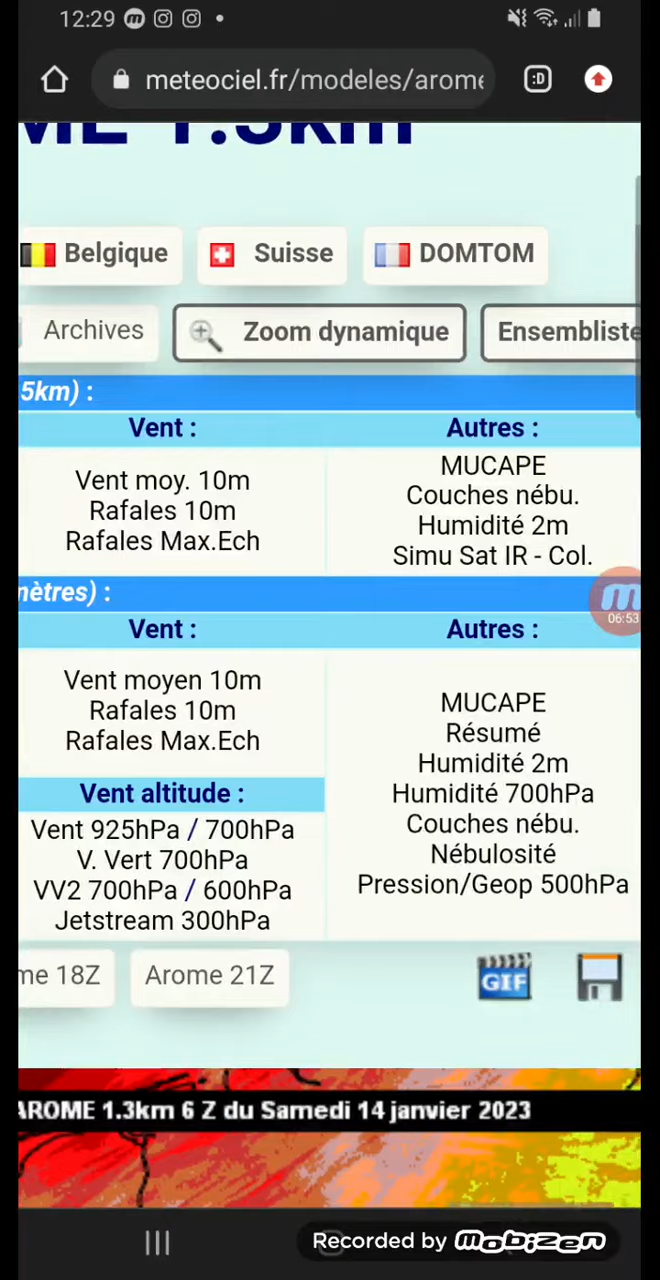 12:29
:D
meteociel.fr/modeles/arome
ME 1.3km
Belgique
Suisse
DOMTOM
Archives
Zoom dynamique
Ensembliste
5km) :
Vent :
Autres :
Vent moy. 10m
Rafales 10m
Rafales Max.Ech
MUCAPE
Couches nébu.
Humidité 2m
Simu Sat IR - Col.
mètres) :
06:53
Vent :
Autres :
Vent moyen 10m
Rafales 10m
Rafales Max.Ech
Vent altitude :
Vent 925hPa / 700hPa
V. Vert 700hPa
VV2 700hPa / 600hPa
Jetstream 300hPa
MUCAPE
Résumé
Humidité 2m
Humidité 700hPa
Couches nébu.
Nébulosité
Pression/Geop 500hPa
me 18Z
Arome 21Z
GIF
AROME 1.3km 6 Z du Samedi 14 janvier 2023
Recorded by mobizen